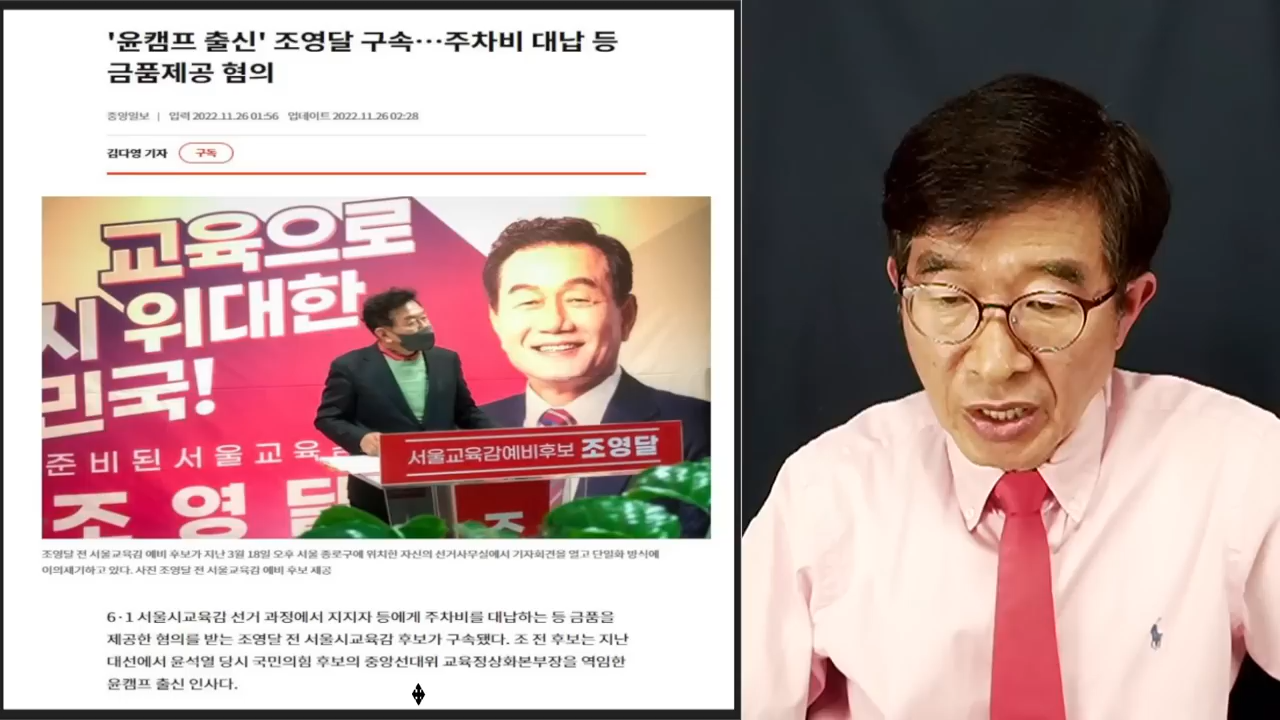 '윤캠프 출신' 조영달 구속…주차비 대납 등
금품제공 혐의
중앙일보 | 입력 2022.11.26 01:56 업데이트 2022.11.26 02:28
김다영 기자 구독
교육으로
시 위대한
민국!
준비된 서울교육
조영달
서울교육감예비후보 조영달
조
조영달 전 서울교육감 예비 후보가 지난 3월 18일 오후 서울 종로구에 위치한 자신의 선거사무실에서 기자회견을 열고 단일화 방식에
이의제기하고 있다. 사진 조영달 전 서울교육감 예비 후보 제공
6·1 서울시교육감 선거 과정에서 지지자 등에게 주차비를 대납하는 등 금품을
제공한 혐의를 받는 조영달 전 서울시교육감 후보가 구속됐다. 조 전 후보는 지난
대선에서 윤석열 당시 국민의힘 후보의 중앙선대위 교육정상화본부장을 역임한
윤캠프 출신 인사다.